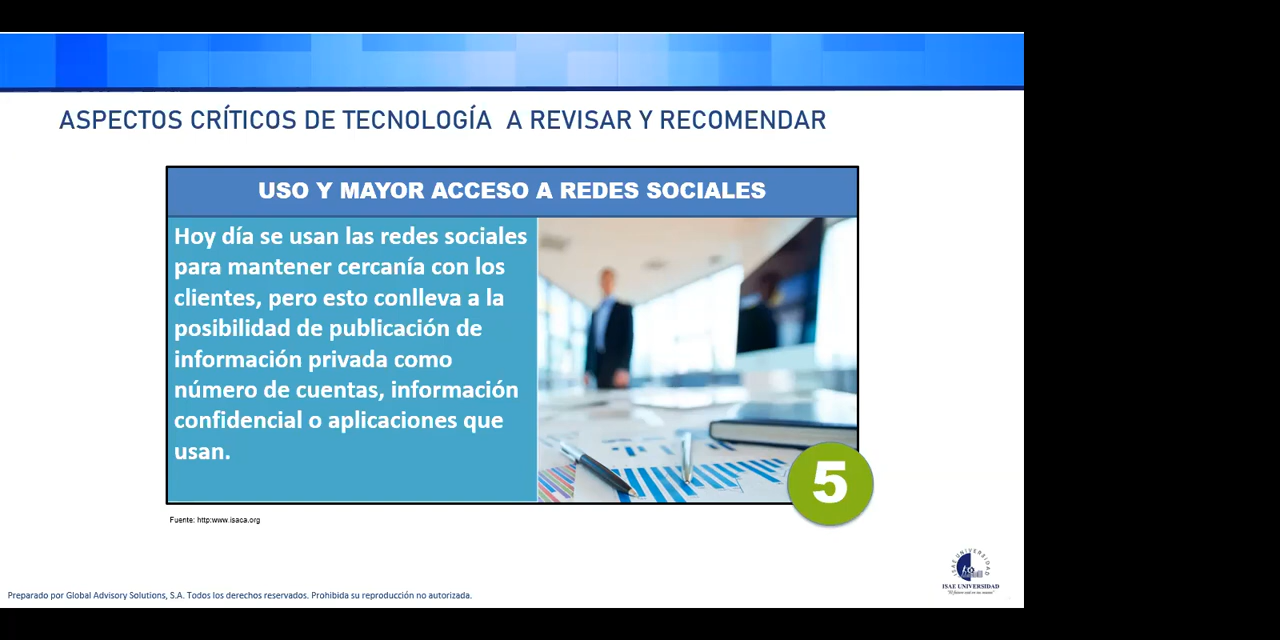 ASPECTOS CRÍTICOS DE TECNOLOGÍA A REVISAR Y RECOMENDAR
USO Y MAYOR ACCESO A REDES SOCIALES
Hoy día se usan las redes sociales
para mantener cercanía con los
clientes, pero esto conlleva a la
posibilidad de publicación de
información privada como
número de cuentas, información
confidencial o aplicaciones que
usan.
5
Fuente: http:www.isaca.org
ISAE UNIVERSIDAD
ISAE UNIVERSIDAD
Preparado por Global Advisory Solutions, S.A. Todos los derechos reservados. Prohibida su reproducción no autorizada.